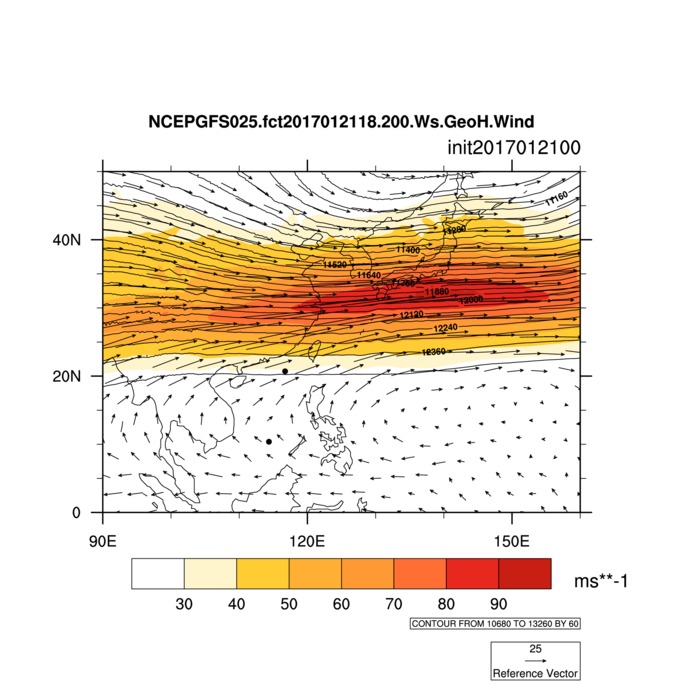 NCEPGFS025.fct2017012118.200.Ws.GeoH.Wind
init2017012100
11160
11280
40N
11400
11520
11640
11760
11880
12000
12120
12240
12360
20N
0
90E 120E 150E
ms**-1
30 40 50 60 70 80 90
CONTOUR FROM 10680 TO 13260 BY 60
25
Reference Vector